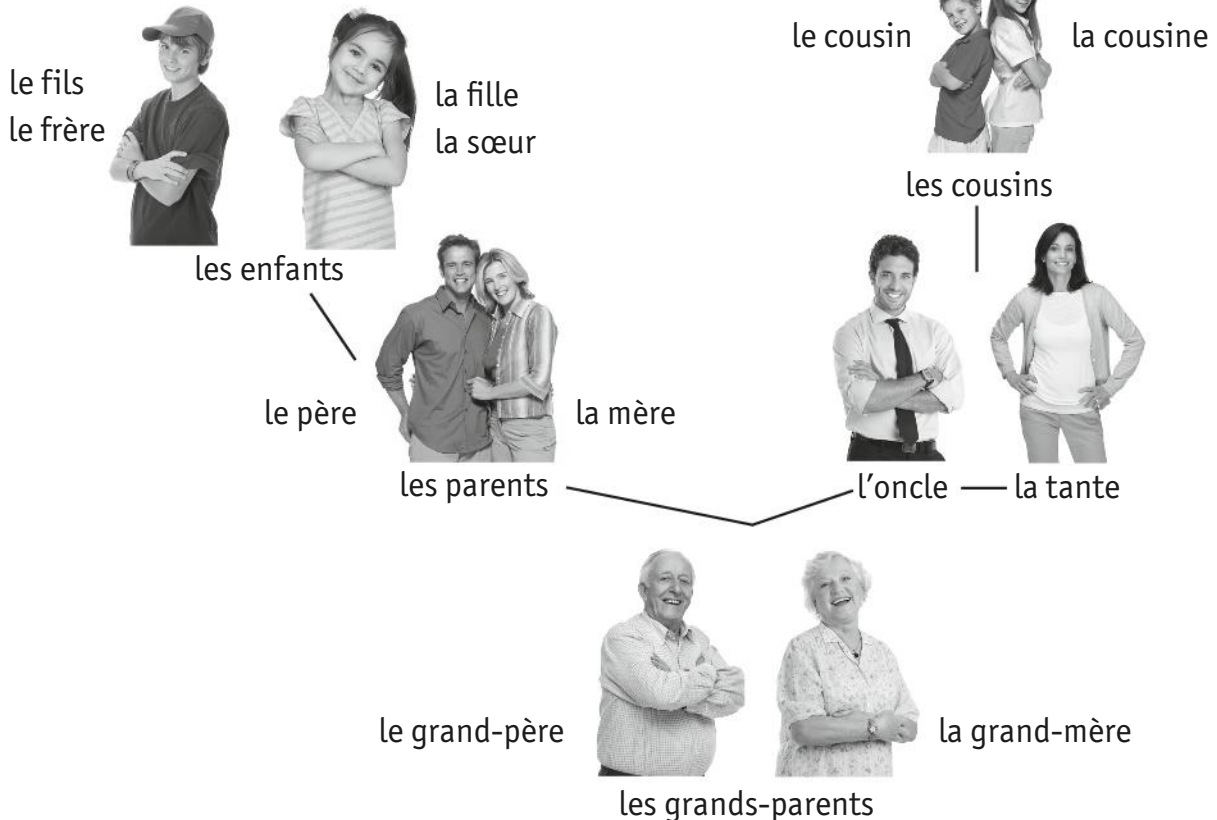 le cousin
la cousine
le fils
le frère
la fille
la sœur
les cousins
les enfants
le père
la mère
les parents
l'oncle
la tante
le grand-père
la grand-mère
les grands-parents